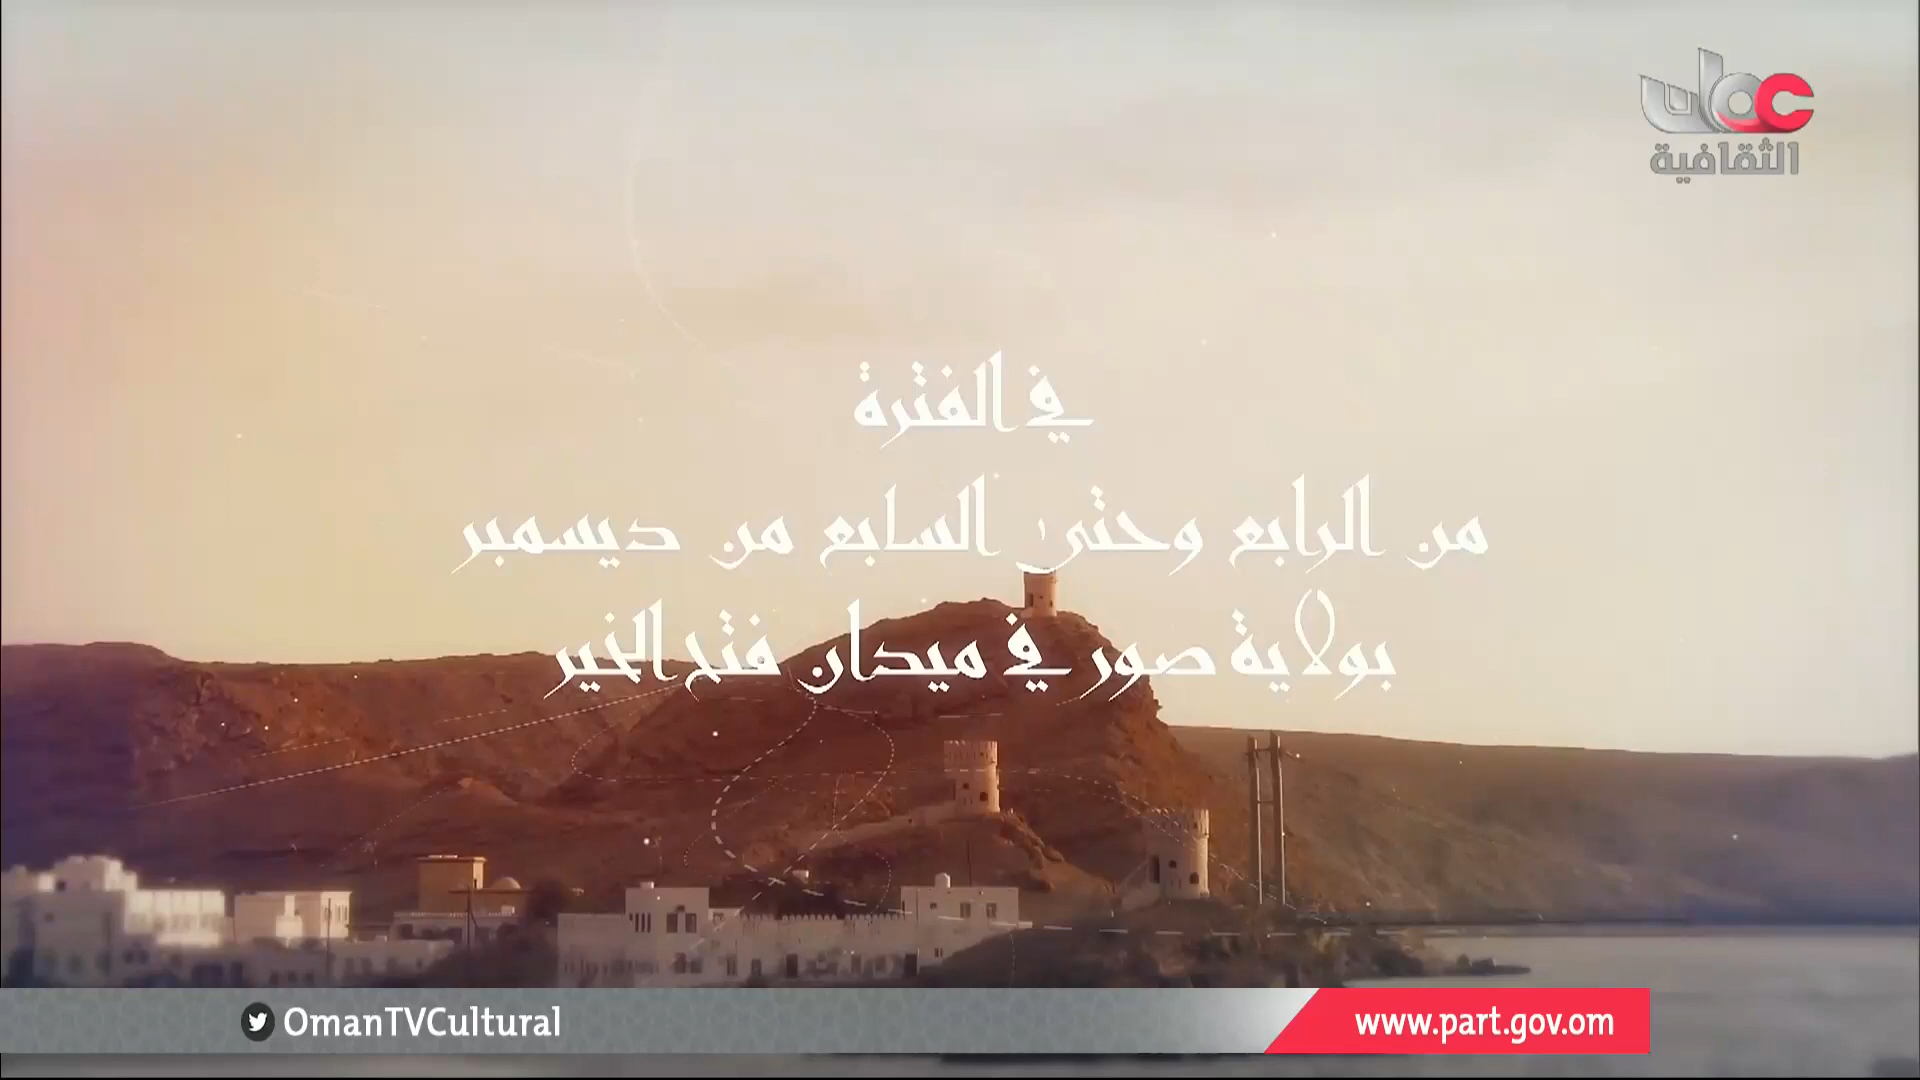 عمان
الثقافية
في الفترة
من الرابع وحتى السابع من ديسمبر
بولاية صور في ميدان فتح الخير
OmanTVCultural
www.part.gov.om